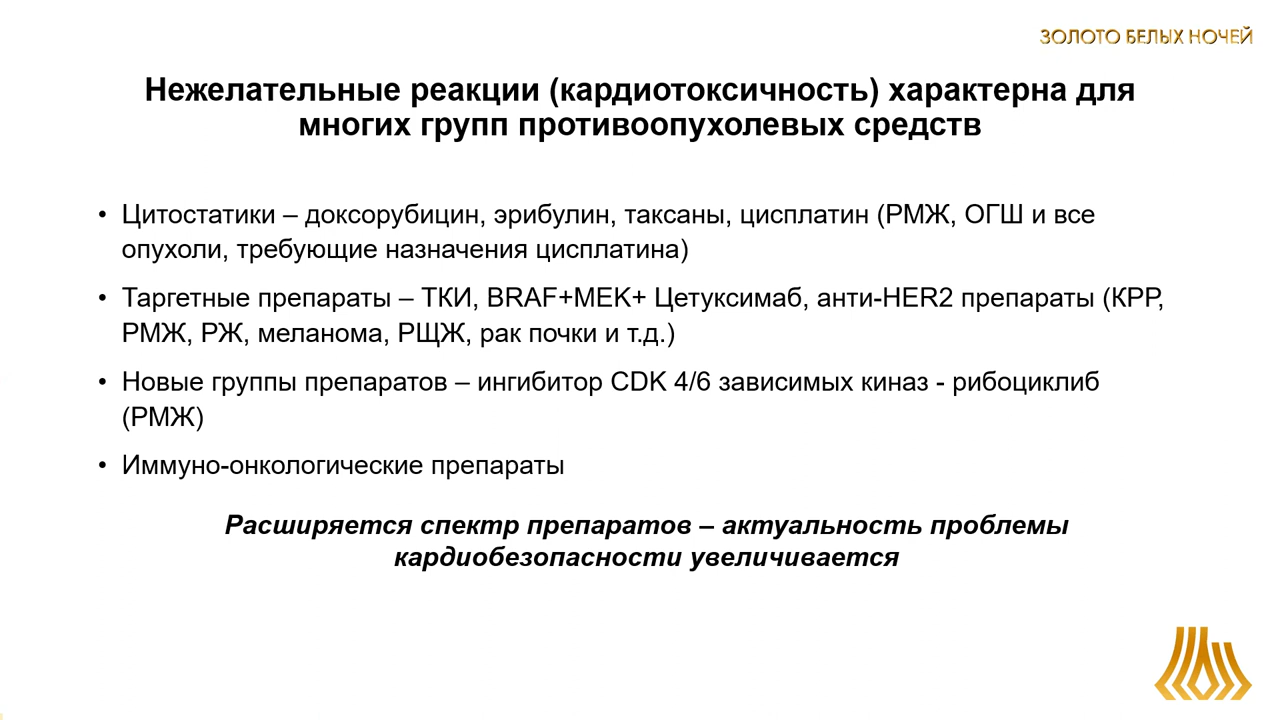 ЗОЛОТО БЕЛЫХ НОЧЕЙ
Нежелательные реакции (кардиотоксичность) характерна для
многих групп противоопухолевых средств
• Цитостатики – доксорубицин, эрибулин, таксаны, цисплатин (РМЖ, ОГШ и все
опухоли, требующие назначения цисплатина)
• Таргетные препараты – ТКИ, BRAF+MEK+ Цетуксимаб, анти-HER2 препараты (КРР,
РМЖ, РЖ, меланома, РЩЖ, рак почки и т.д.)
• Новые группы препаратов – ингибитор CDK 4/6 зависимых киназ - рибоциклиб
(РМЖ)
• Иммуно-онкологические препараты
Расширяется спектр препаратов – актуальность проблемы
кардиобезопасности увеличивается